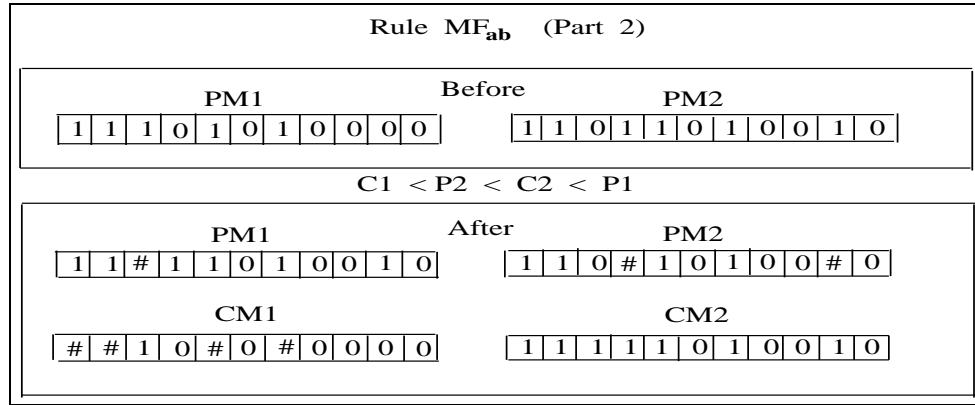 Rule MFab (Part 2)
Before
PM1 PM2
1 1 1 0 1 0 1 0 0 0 0 1 1 0 1 1 0 1 0 0 1 0
C1 < P2 < C2 < P1
After
PM1 PM2
1 1 # 1 1 0 1 0 0 1 0 1 1 0 # 1 0 1 0 0 # 0
CM1 CM2
# # 1 0 # 0 # 0 0 0 0 1 1 1 1 1 0 1 0 0 1 0